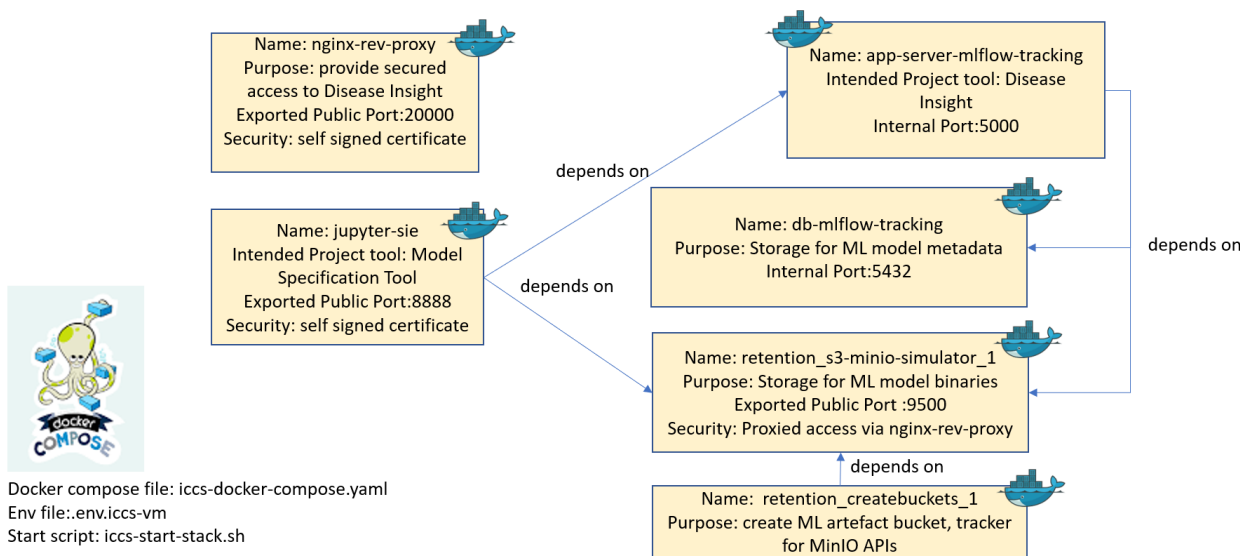 Name: nginx-rev-proxy
Purpose: provide secured
access to Disease Insight
Exported Public Port:20000
Security: self signed certificate
Name: app-server-mlflow-tracking
Intended Project tool: Disease
Insight
Internal Port:5000
depends on
Name: db-mlflow-tracking
Purpose: Storage for ML model metadata
Internal Port:5432
depends on
Name: jupyter-sie
Intended Project tool: Model
Specification Tool
Exported Public Port:8888
Security: self signed certificate
depends on
Name: retention_s3-minio-simulator_1
Purpose: Storage for ML model binaries
Exported Public Port :9500
Security: Proxied access via nginx-rev-proxy
depends on
Name:  retention_createbuckets_1
Purpose: create ML artefact bucket, tracker
for MinIO APIs
docker
COMPOSE
Docker compose file: iccs-docker-compose.yaml
Env file:.env.iccs-vm
Start script: iccs-start-stack.sh